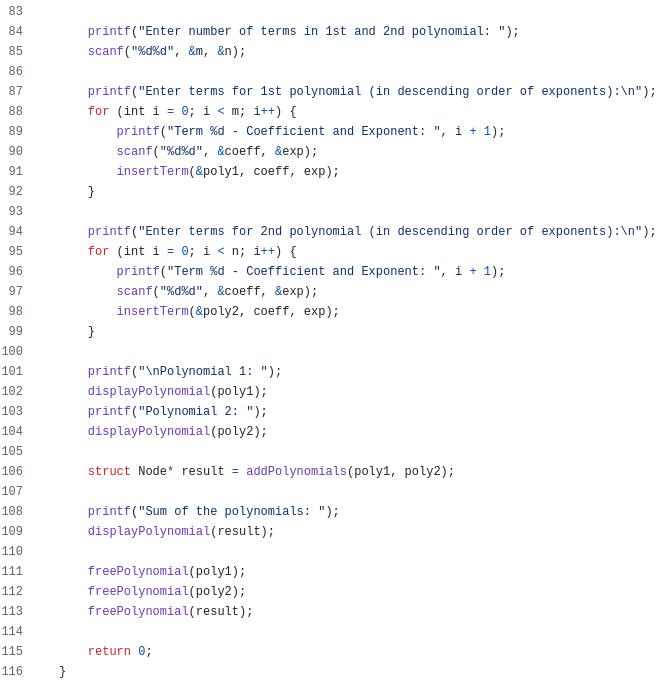 83
84 printf("Enter number of terms in 1st and 2nd polynomial: ");
85 scanf("%d%d", &m, &n);
86
87 printf("Enter terms for 1st polynomial (in descending order of exponents):\n");
88 for (int i = 0; i < m; i++) {
89 printf("Term %d - Coefficient and Exponent: ", i + 1);
90 scanf("%d%d", &coeff, &exp);
91 insertTerm(&poly1, coeff, exp);
92 }
93
94 printf("Enter terms for 2nd polynomial (in descending order of exponents):\n");
95 for (int i = 0; i < n; i++) {
96 printf("Term %d - Coefficient and Exponent: ", i + 1);
97 scanf("%d%d", &coeff, &exp);
98 insertTerm(&poly2, coeff, exp);
99 }
100
101 printf("\nPolynomial 1: ");
102 displayPolynomial(poly1);
103 printf("Polynomial 2: ");
104 displayPolynomial(poly2);
105
106 struct Node* result = addPolynomials(poly1, poly2);
107
108 printf("Sum of the polynomials: ");
109 displayPolynomial(result);
110
111 freePolynomial(poly1);
112 freePolynomial(poly2);
113 freePolynomial(result);
114
115 return 0;
116 }